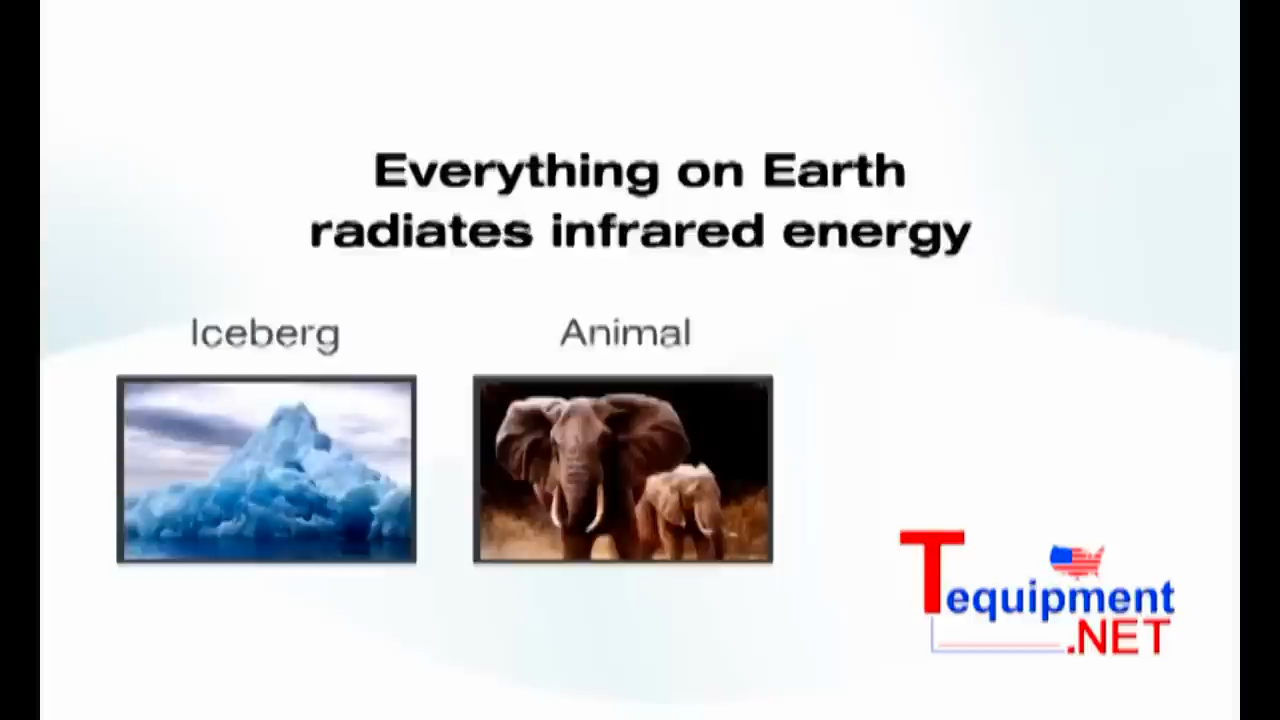 Everything on Earth
radiates infrared energy
Iceberg
Animal
Tequipment
.NET